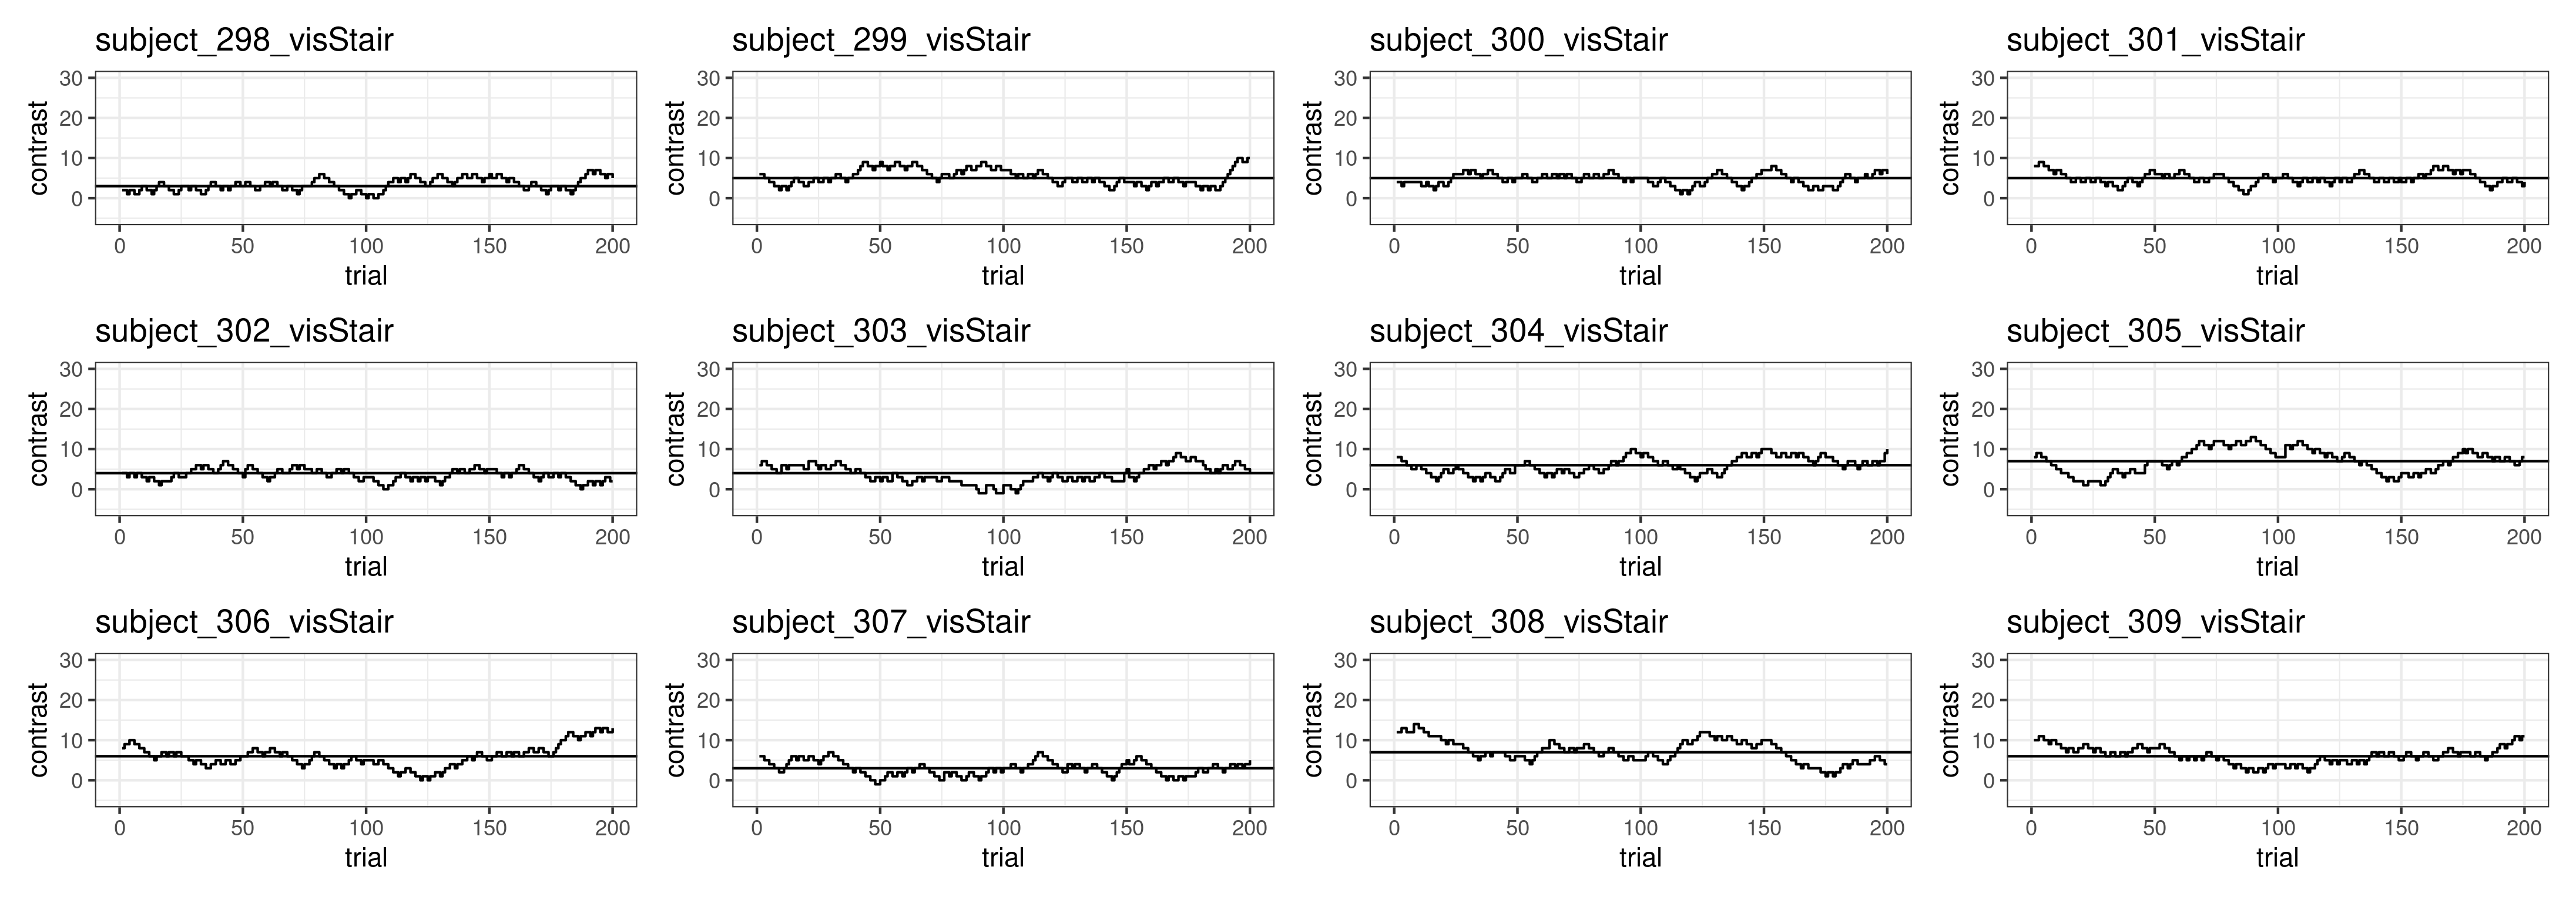 subject_298_visStair subject_299_visStair subject_300_visStair subject_301_visStair
30 30 30 30
20 20 20 20
10 10 10 10
0 0 0 0
contrast contrast contrast contrast
0 50 100 150 200 0 50 100 150 200 0 50 100 150 200 0 50 100 150 200
trial trial trial trial
subject_302_visStair subject_303_visStair subject_304_visStair subject_305_visStair
30 30 30 30
20 20 20 20
10 10 10 10
0 0 0 0
contrast contrast contrast contrast
0 50 100 150 200 0 50 100 150 200 0 50 100 150 200 0 50 100 150 200
trial trial trial trial
subject_306_visStair subject_307_visStair subject_308_visStair subject_309_visStair
30 30 30 30
20 20 20 20
10 10 10 10
0 0 0 0
contrast contrast contrast contrast
0 50 100 150 200 0 50 100 150 200 0 50 100 150 200 0 50 100 150 200
trial trial trial trial